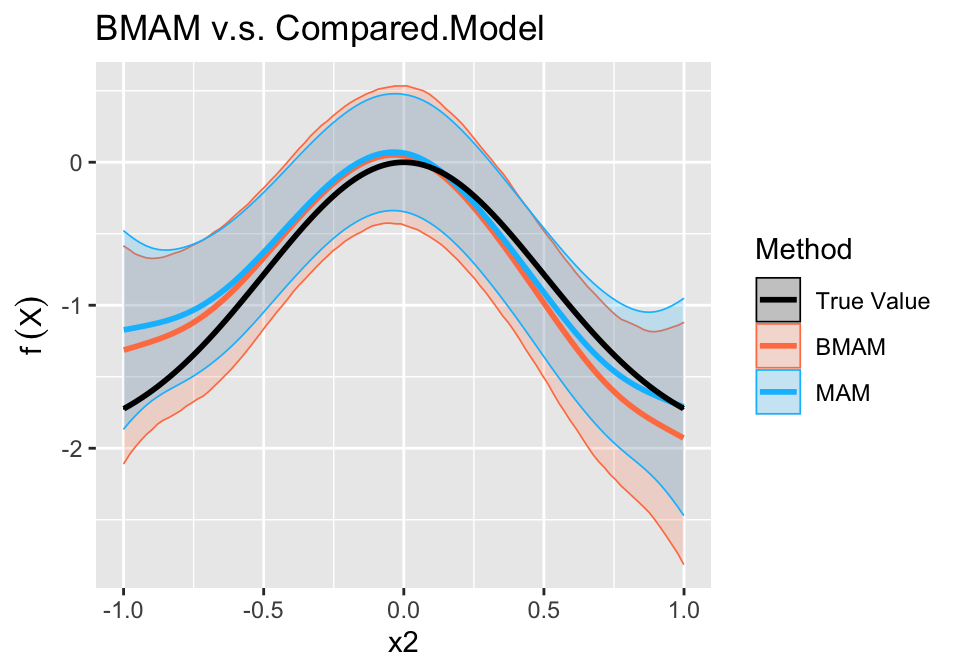 BMAM v.s. Compared.Model
f (x)
0
-1
-2
-1.0
-0.5
0.0
0.5
1.0
x2
Method
True Value
BMAM
MAM